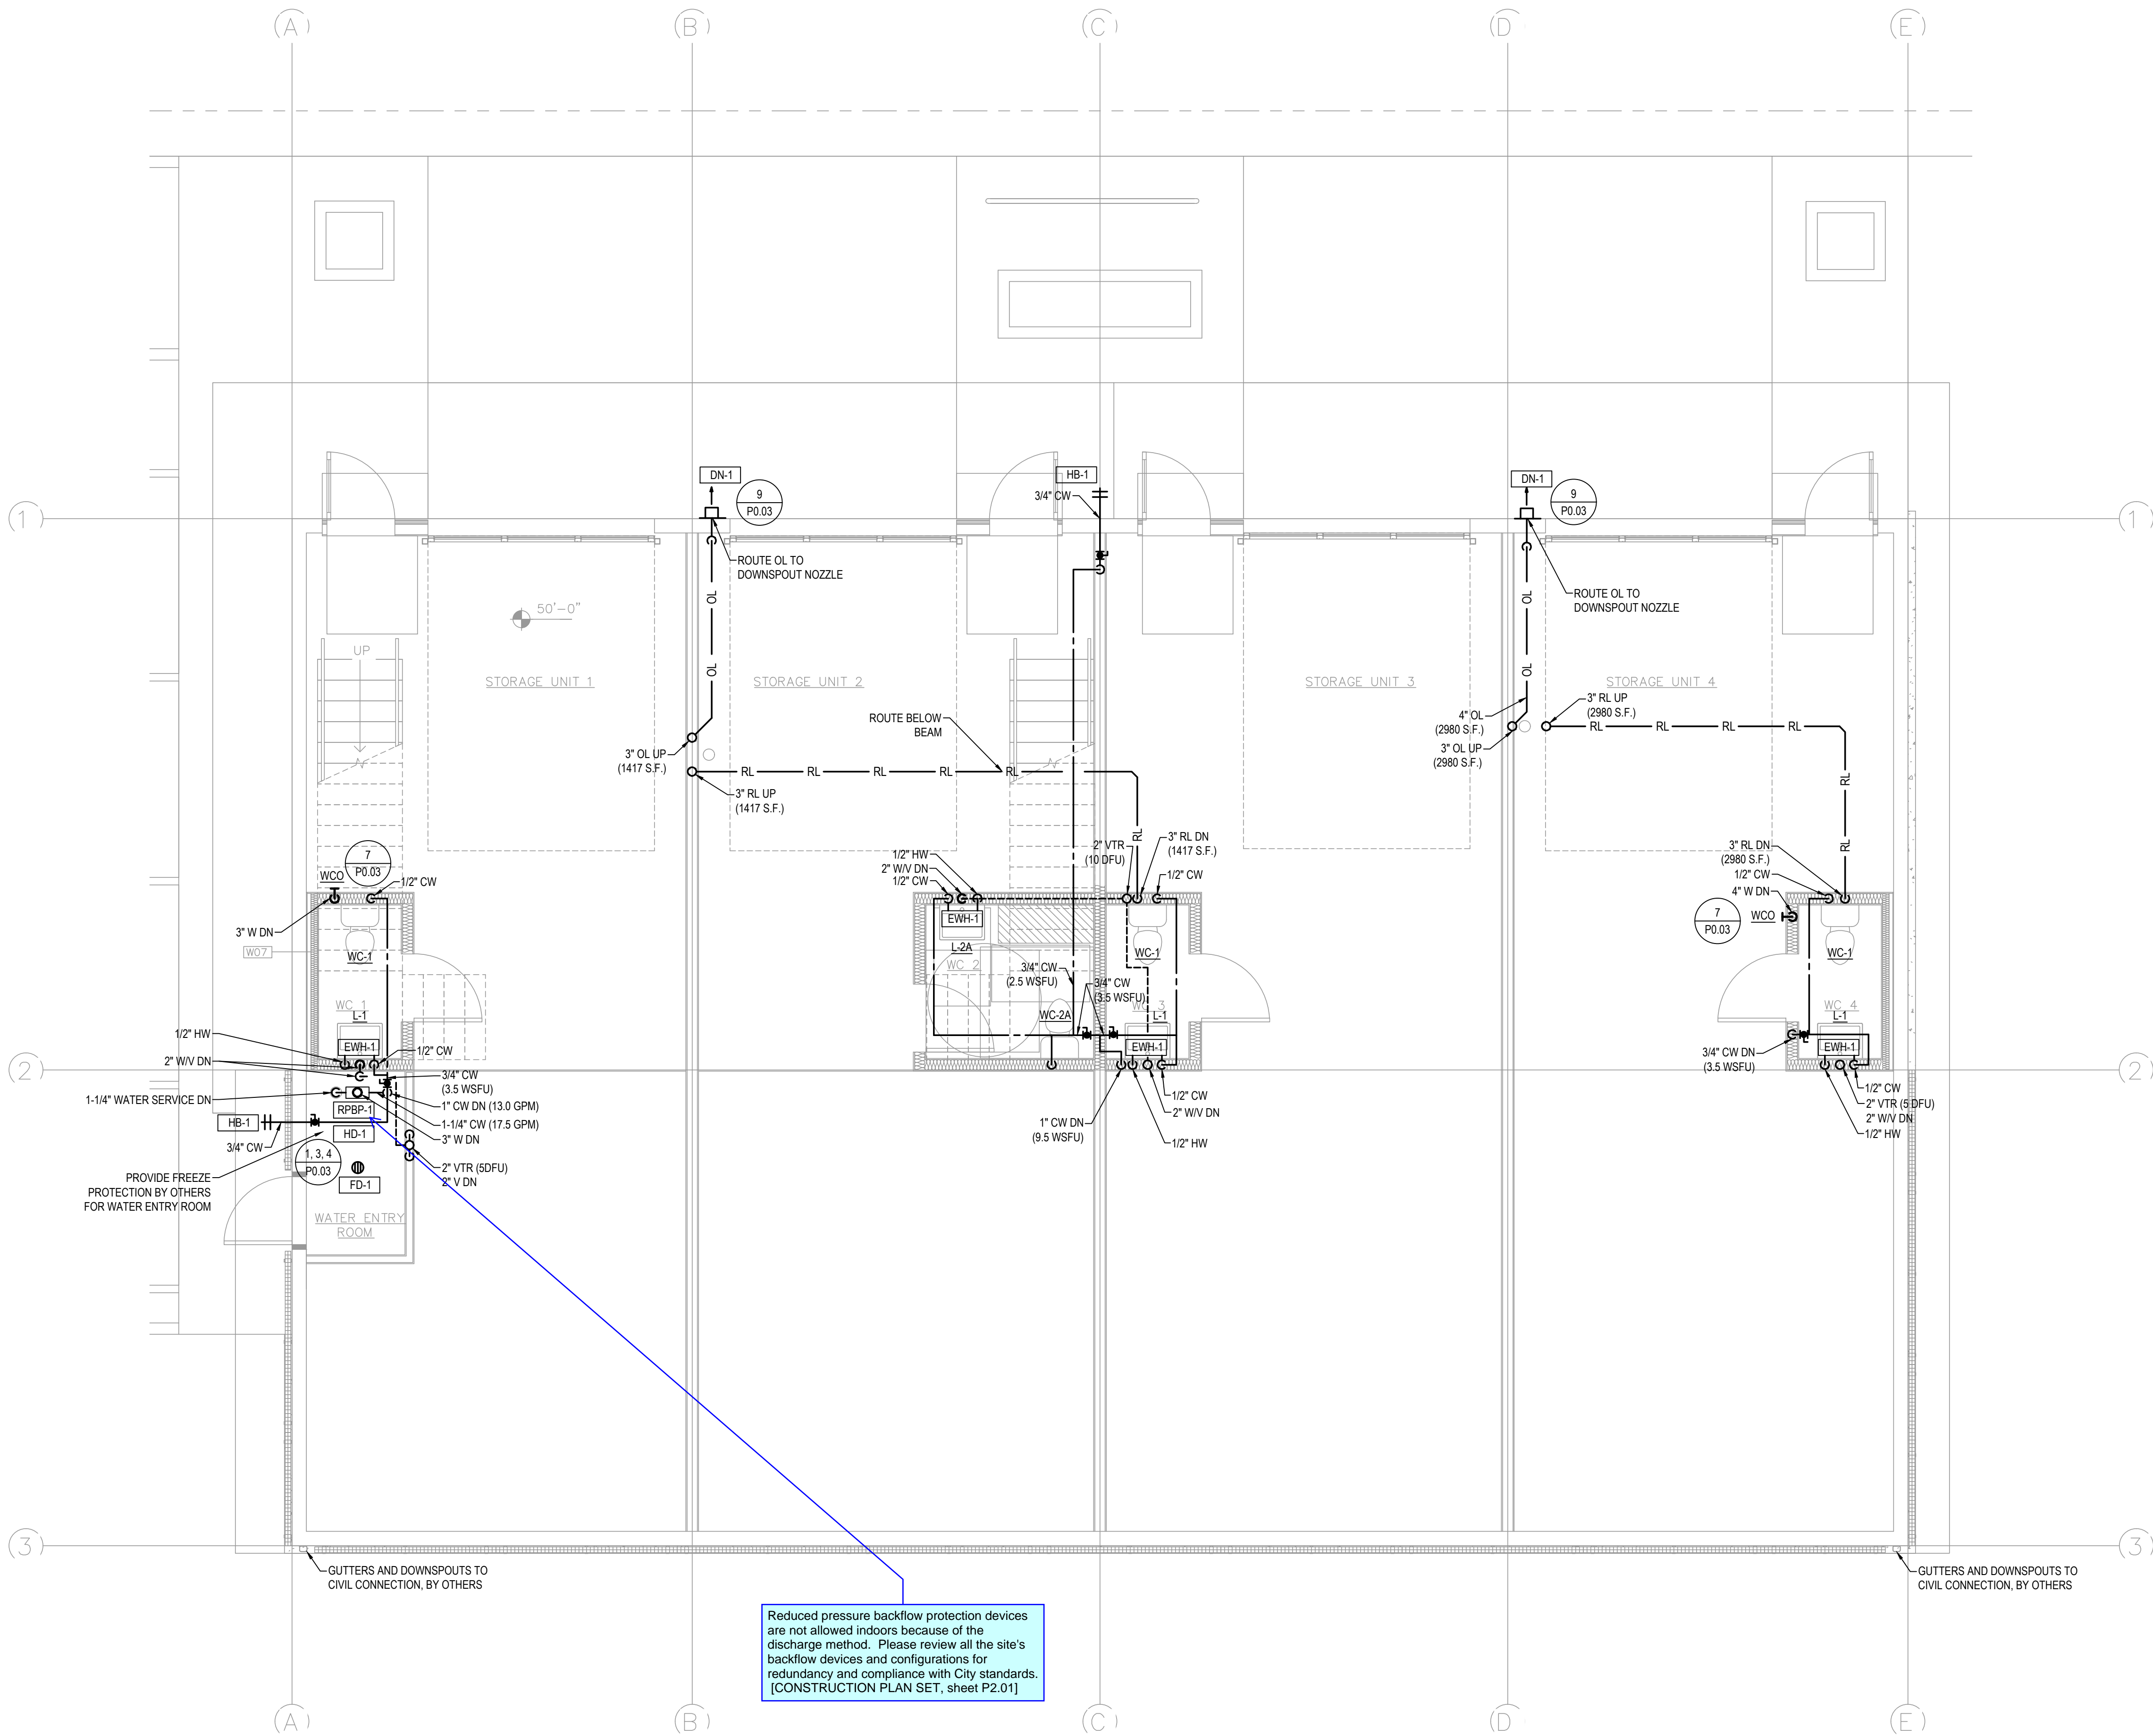 (A)
(B)
(C)
(D)
(E)
DN-1
9
P0.03
HB-1
3/4" CW
DN-1
9
P0.03
(1)
(1)
ROUTE OL TO
DOWNSPOUT NOZZLE
OL
OL
50'-0"
UP
STORAGE UNIT 1
STORAGE UNIT 2
STORAGE UNIT 3
STORAGE UNIT 4
ROUTE OL TO
DOWNSPOUT NOZZLE
OL
OL
ROUTE BELOW
BEAM
3" OL UP
(1417 S.F.)
RL
RL
RL
RL
RL
3" RL UP
(1417 S.F.)
4" OL
(2980 S.F.)
3" OL UP
(2980 S.F.)
3" RL UP
(2980 S.F.)
RL
RL
RL
RL
RL
RL
7
P0.03
WCO
1/2" CW
3" W DN
W07
WC-1
WC 1
L-1
EWH-1
1/2" HW
2" W/V DN
1/2" CW
1/2" HW
2" W/V DN
1/2" CW
EWH-1
L-2A
WC 2
2" VTR
(10 DFU)
RL
3" RL DN
(1417 S.F.)
1/2" CW
WC-1
3/4" CW
(2.5 WSFU)
3/4" CW
(3.5 WSFU)
WC-2A
WC 3
L-1
EWH-1
3" RL DN
(2980 S.F.)
1/2" CW
4" W DN
7
P0.03
WCO
WC-1
WC 4
L-1
EWH-1
3/4" CW DN
(3.5 WSFU)
(2)
(2)
1-1/4" WATER SERVICE DN
3/4" CW
(3.5 WSFU)
1" CW DN (13.0 GPM)
RPBP-1
1-1/4" CW (17.5 GPM)
HB-1
HD-1
3" W DN
3/4" CW
1, 3, 4
P0.03
2" VTR (5DFU)
2" V DN
FD-1
PROVIDE FREEZE
PROTECTION BY OTHERS
FOR WATER ENTRY ROOM
WATER ENTRY
ROOM
1" CW DN
(9.5 WSFU)
1/2" CW
2" W/V DN
1/2" HW
1/2" CW
2" VTR (5 DFU)
2" W/V DN
1/2" HW
(3)
(3)
GUTTERS AND DOWNSPOUTS TO
CIVIL CONNECTION, BY OTHERS
GUTTERS AND DOWNSPOUTS TO
CIVIL CONNECTION, BY OTHERS
Reduced pressure backflow protection devices
are not allowed indoors because of the
discharge method.  Please review all the site's
backflow devices and configurations for
redundancy and compliance with City standards.
[CONSTRUCTION PLAN SET, sheet P2.01]
(A)
(B)
(C)
(D)
(E)